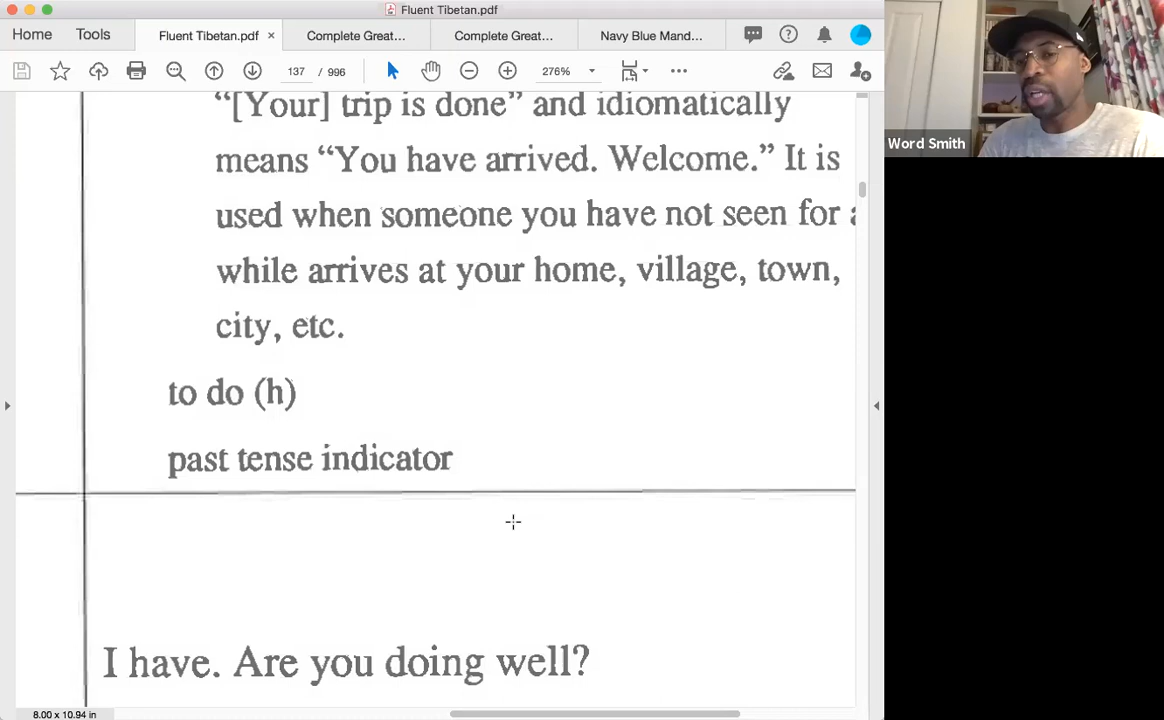 Fluent Tibetan.pdf
Home
Tools
Fluent Tibetan.pdf ×
Complete Great...
Complete Great...
Navy Blue Mand...
137 / 996
276%
“[Your] trip is done” and idiomatically
means “You have arrived. Welcome.” It is
used when someone you have not seen for a
while arrives at your home, village, town,
city, etc.
to do (h)
past tense indicator
I have. Are you doing well?
8.00 x 10.94 in
Word Smith